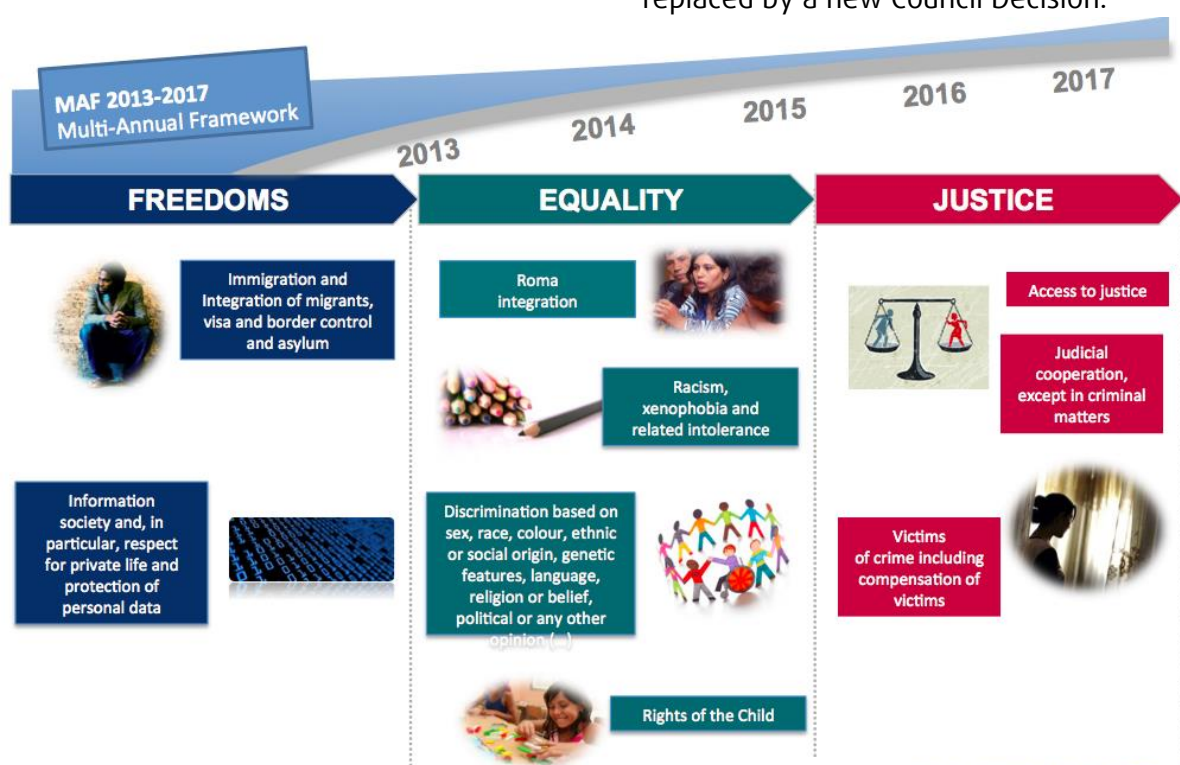 replaced by a new Council Decision.
MAF 2013-2017
Multi-Annual Framework
2013
2014
2015
2016
2017
FREEDOMS
EQUALITY
JUSTICE
Immigration and
Integration of migrants,
visa and border control
and asylum
Information
society and, in
particular, respect
for private life and
protection of
personal data
Roma
integration
Racism,
xenophobia and
related intolerance
Discrimination based on
sex, race, colour, ethnic
or social origin, genetic
features, language,
religion or belief,
political or any other
opinion (...)
Rights of the Child
Access to justice
Judicial
cooperation,
except in criminal
matters
Victims
of crime including
compensation of
victims